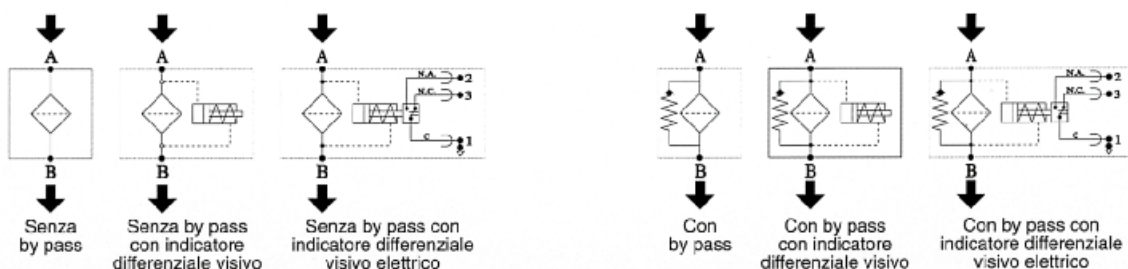 A
A
A
N.A.
2
N.C.
3
C
1
B
B
B
Senza
by pass
Senza by pass
con indicatore
differenziale visivo
Senza by pass con
indicatore differenziale
visivo elettrico
A
A
A
N.A.
2
N.C.
3
C
1
B
B
B
Con
by pass
Con by pass
con indicatore
differenziale visivo
Con by pass con
indicatore differenziale
visivo elettrico